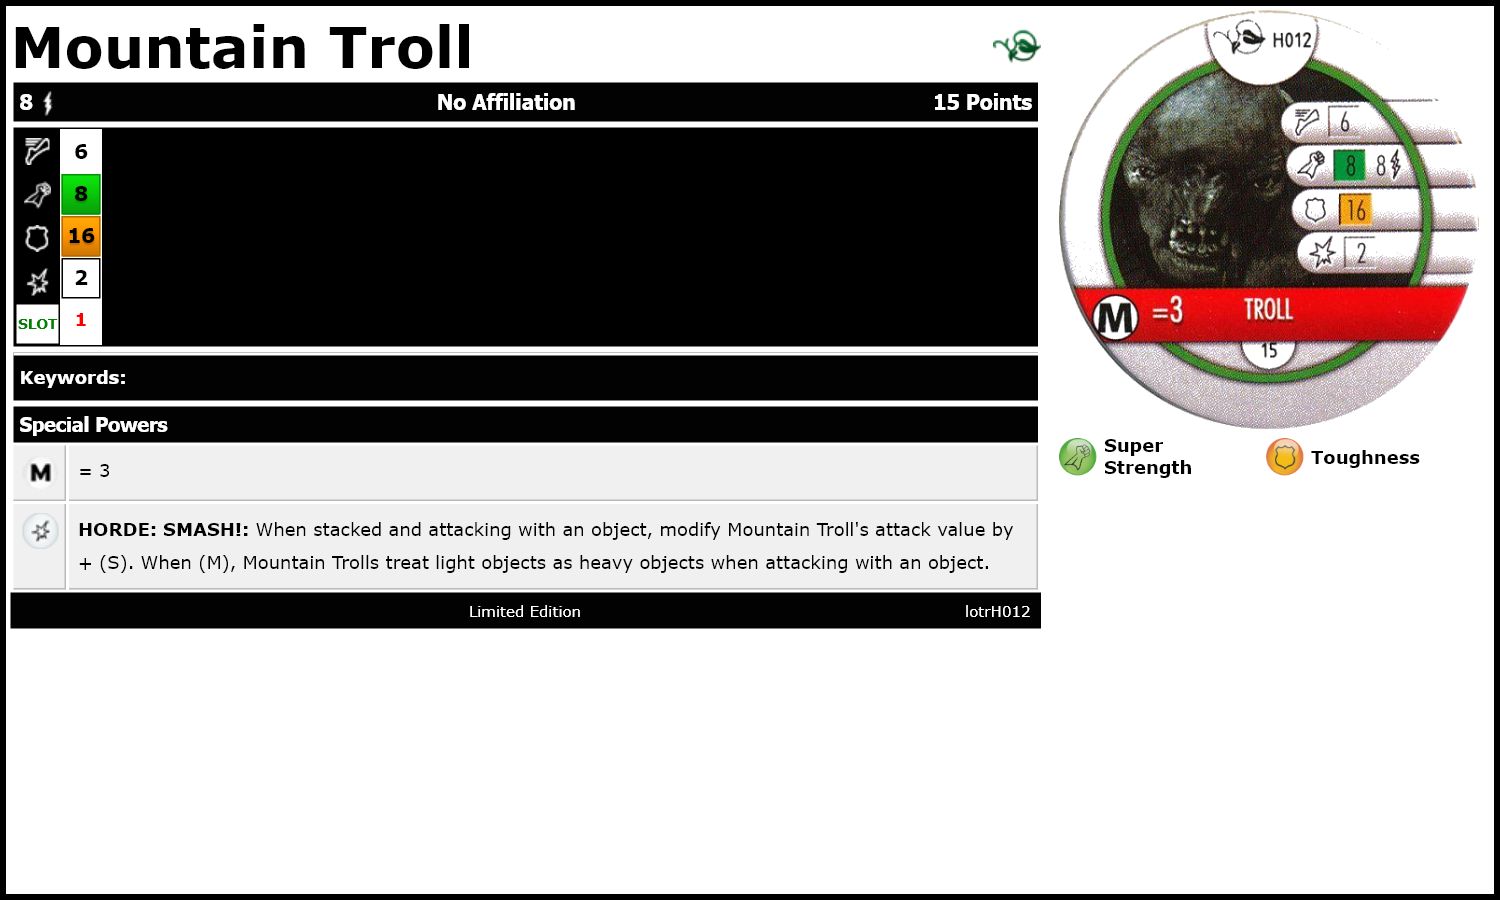 Mountain Troll
8 No Affiliation 15 Points
6
8
16
2
SLOT 1
Keywords:
Special Powers
M = 3
HORDE: SMASH!: When stacked and attacking with an object, modify Mountain Troll's attack value by
+ (S). When (M), Mountain Trolls treat light objects as heavy objects when attacking with an object.
Limited Edition lotrH012
H012
6
8 8
16
2
M =3 TROLL
15
Super
Strength
Toughness